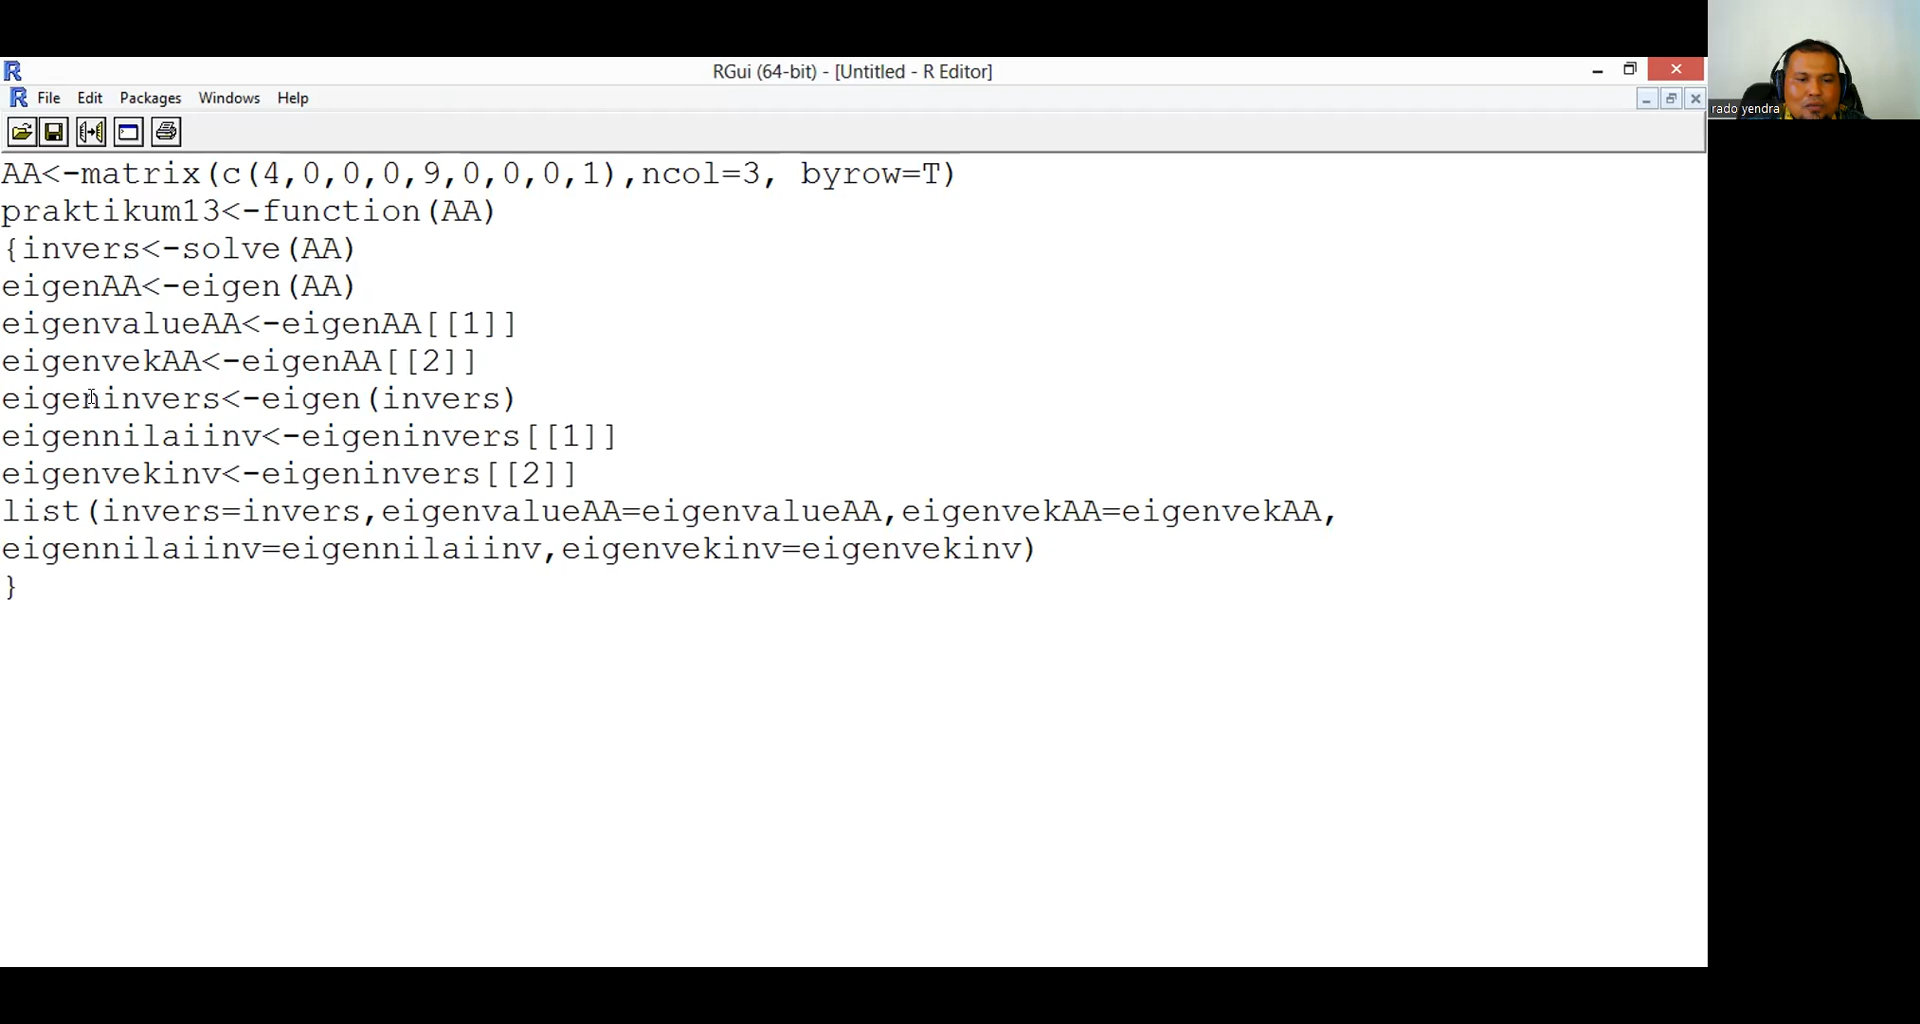 RGui (64-bit) - [Untitled - R Editor]
File Edit Packages Windows Help
rado yendra
AA<-matrix(c(4,0,0,0,9,0,0,0,1),ncol=3, byrow=T)
praktikum13<-function(AA)
{invers<-solve(AA)
eigenAA<-eigen(AA)
eigenvalueAA<-eigenAA[[1]]
eigenvekAA<-eigenAA[[2]]
eigeninvers<-eigen(invers)
eigennilaiinv<-eigeninvers[[1]]
eigenvekinv<-eigeninvers[[2]]
list(invers=invers,eigenvalueAA=eigenvalueAA,eigenvekAA=eigenvekAA,
eigennilaiinv=eigennilaiinv,eigenvekinv=eigenvekinv)
}